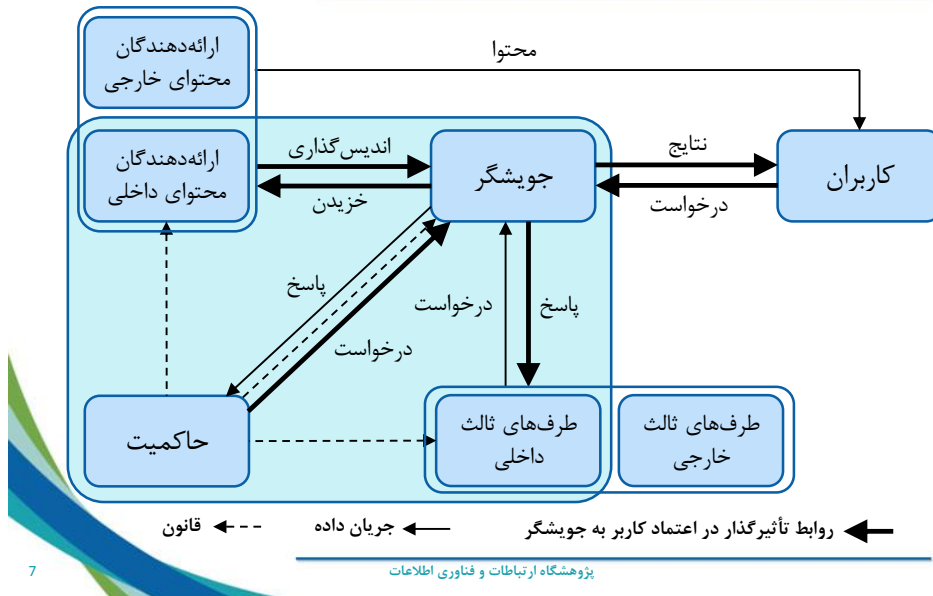 ارائه‌دهندگان
محتوای خارجی
محتوا
ارائه‌دهندگان
محتوای داخلی
اندیس‌گذاری
خزیدن
جویشگر
نتایج
درخواست
کاربران
پاسخ
درخواست
درخواست
پاسخ
حاکمیت
طرف‌های ثالث
داخلی
طرف‌های ثالث
خارجی
روابط تأثیرگذار در اعتماد کاربر به جویشگر
جریان داده
قانون
پژوهشگاه ارتباطات و فناوری اطلاعات
7